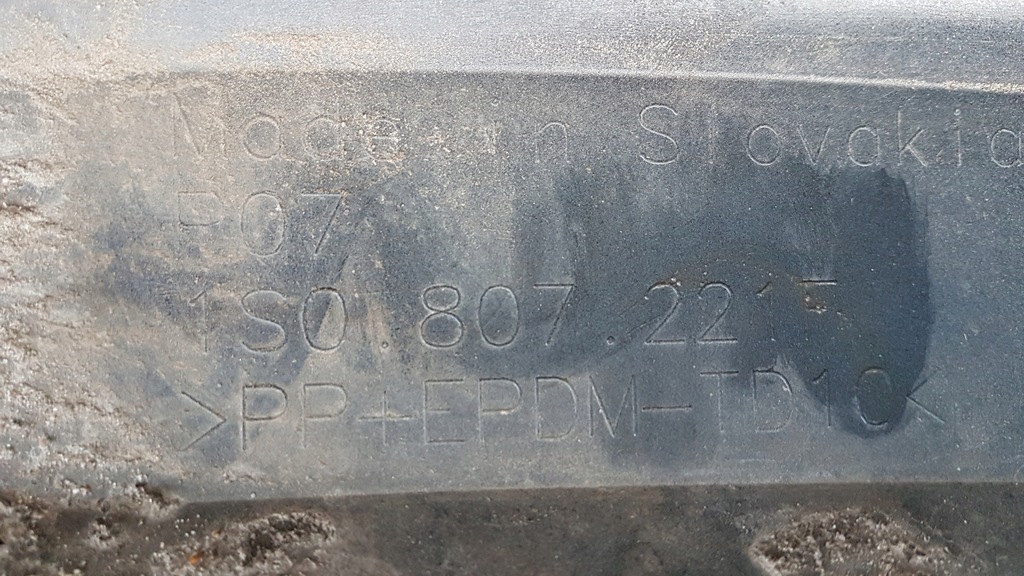 Made in Slovakia
P07
1S0.807.221
>PP+EPDM-TD10<